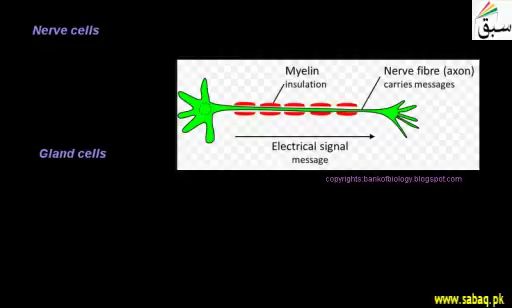 Nerve cells
سبق
Myelin
insulation
Nerve fibre (axon)
carries messages
Electrical signal
message
Gland cells
copyrights:bankofbiology.blogspot.com
www.sabaq.pk